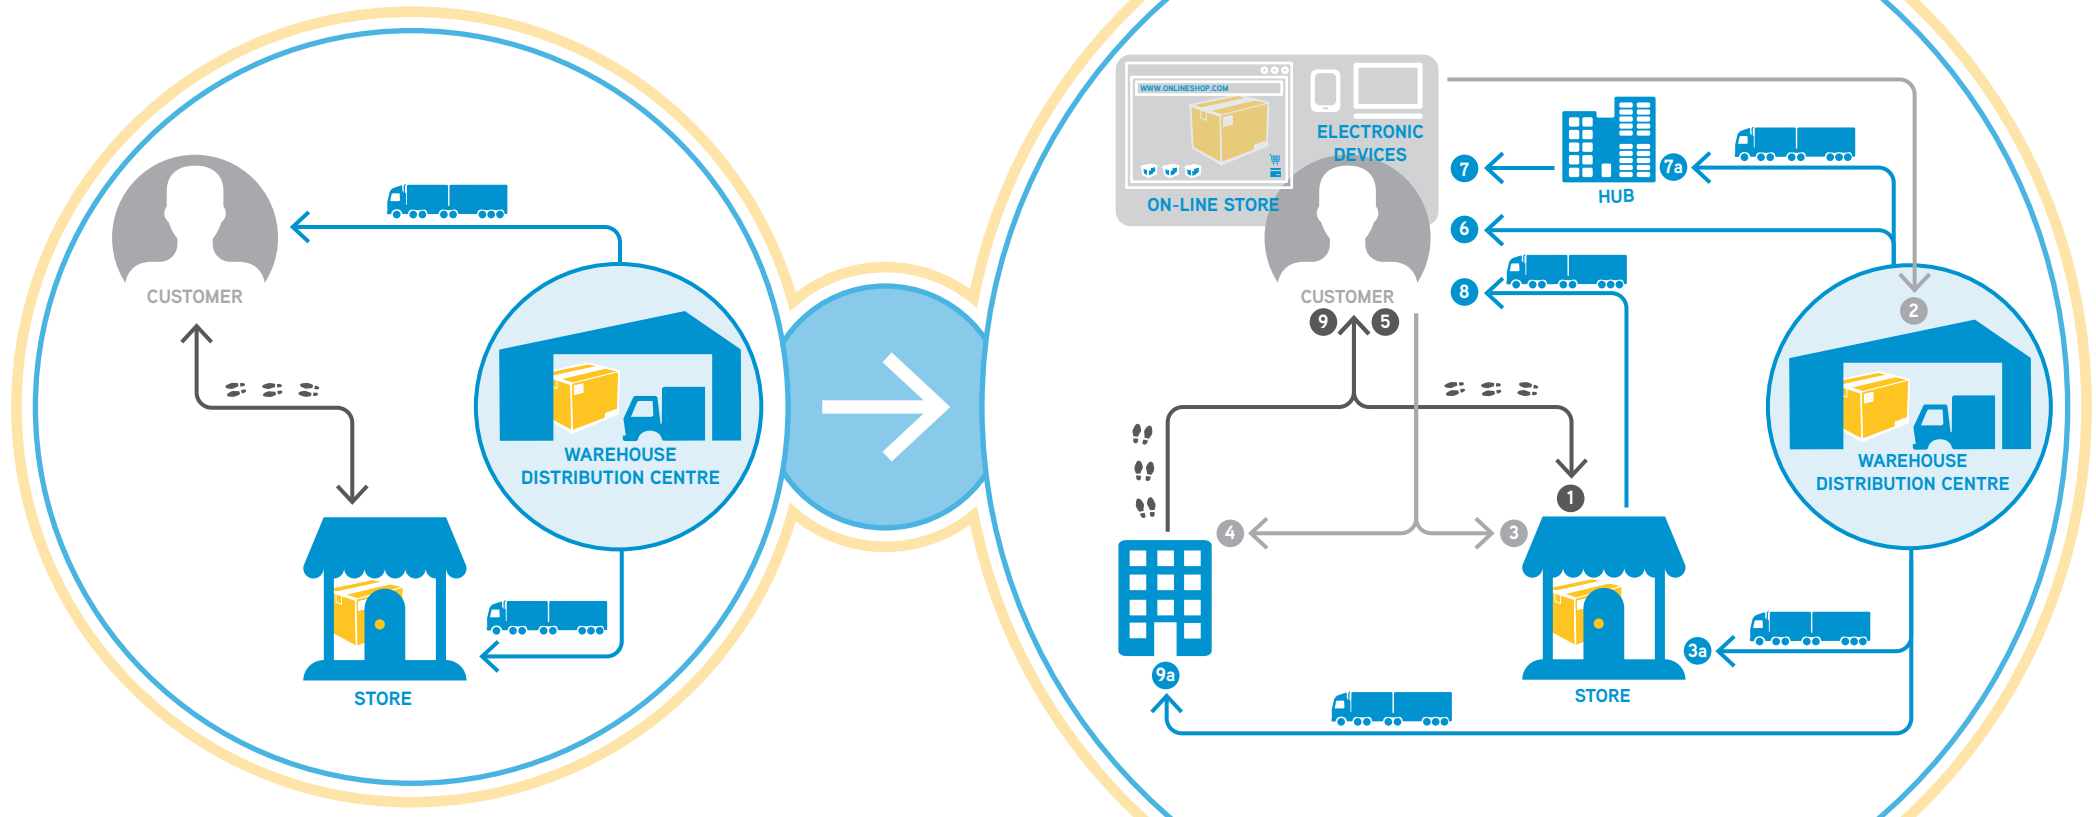 CUSTOMER
WAREHOUSE
DISTRIBUTION CENTRE
STORE
WWW.ONLINESHOP.COM
ELECTRONIC
DEVICES
ON-LINE STORE
CUSTOMER
9
5
7
7a
HUB
6
8
2
WAREHOUSE
DISTRIBUTION CENTRE
1
4
3
3a
9a
STORE